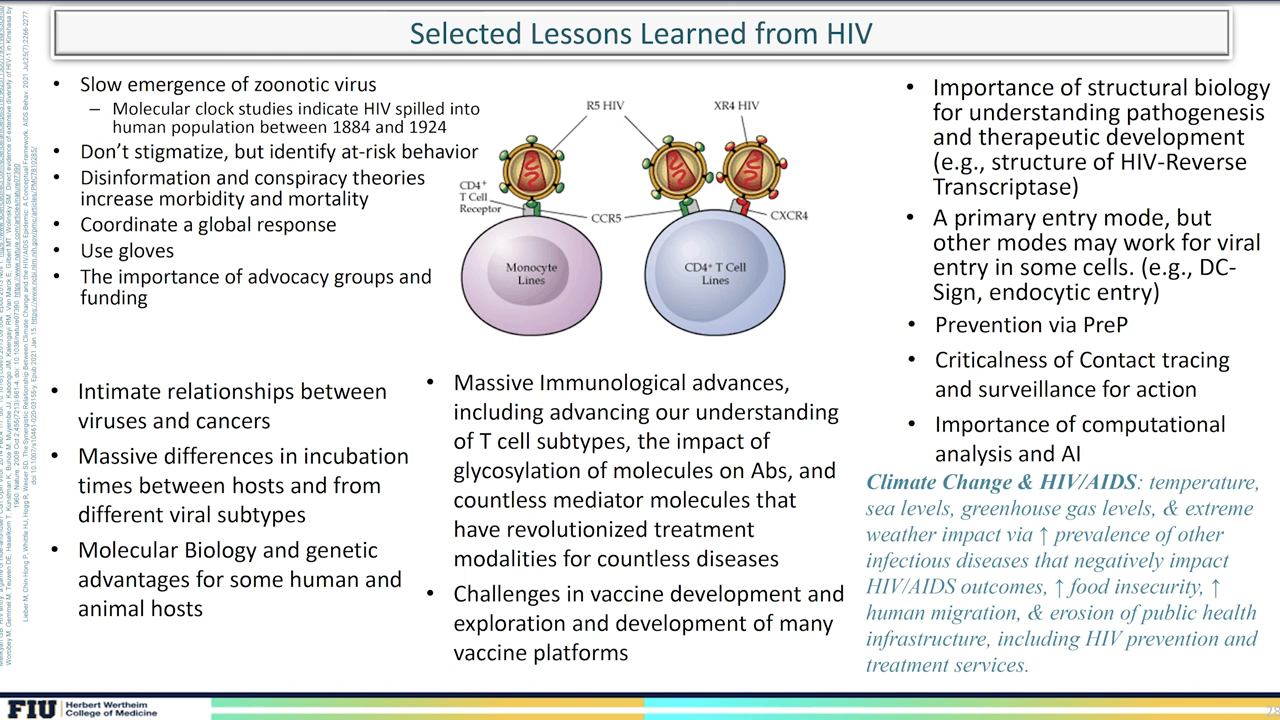 Selected Lessons Learned from HIV
• Slow emergence of zoonotic virus
– Molecular clock studies indicate HIV spilled into
human population between 1884 and 1924
• Don’t stigmatize, but identify at-risk behavior
• Disinformation and conspiracy theories
increase morbidity and mortality
• Coordinate a global response
• Use gloves
• The importance of advocacy groups and
funding
• Intimate relationships between
viruses and cancers
• Massive differences in incubation
times between hosts and from
different viral subtypes
• Molecular Biology and genetic
advantages for some human and
animal hosts
R5 HIV
XR4 HIV
CD4+
T Cell
Receptor
CCR5
CXCR4
Monocyte
Lines
CD4+ T Cell
Lines
• Massive Immunological advances,
including advancing our understanding
of T cell subtypes, the impact of
glycosylation of molecules on Abs, and
countless mediator molecules that
have revolutionized treatment
modalities for countless diseases
• Challenges in vaccine development and
exploration and development of many
vaccine platforms
• Importance of structural biology
for understanding pathogenesis
and therapeutic development
(e.g., structure of HIV-Reverse
Transcriptase)
• A primary entry mode, but
other modes may work for viral
entry in some cells. (e.g., DC-
Sign, endocytic entry)
• Prevention via PreP
• Criticalness of Contact tracing
and surveillance for action
• Importance of computational
analysis and AI
Climate Change & HIV/AIDS: temperature,
sea levels, greenhouse gas levels, & extreme
weather impact via ↑ prevalence of other
infectious diseases that negatively impact
HIV/AIDS outcomes, ↑ food insecurity, ↑
human migration, & erosion of public health
infrastructure, including HIV prevention and
treatment services.
FIU
Herbert Wertheim
College of Medicine
28